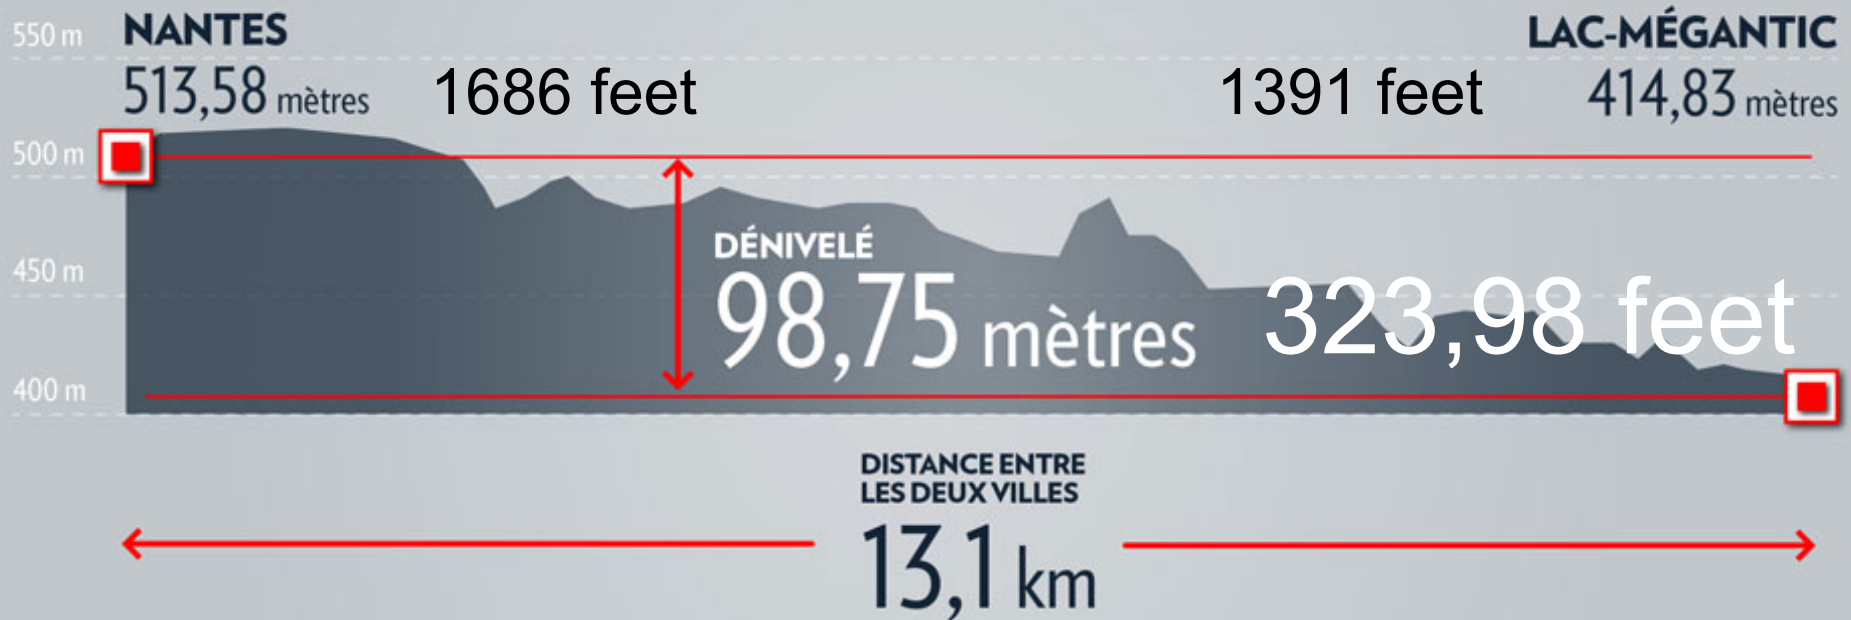 550 m
NANTES
LAC-MÉGANTIC
513,58 mètres
1686 feet
1391 feet
414,83 mètres
500 m
DÉNIVELÉ
98,75 mètres
323,98 feet
450 m
400 m
DISTANCE ENTRE
LES DEUX VILLES
13,1 km